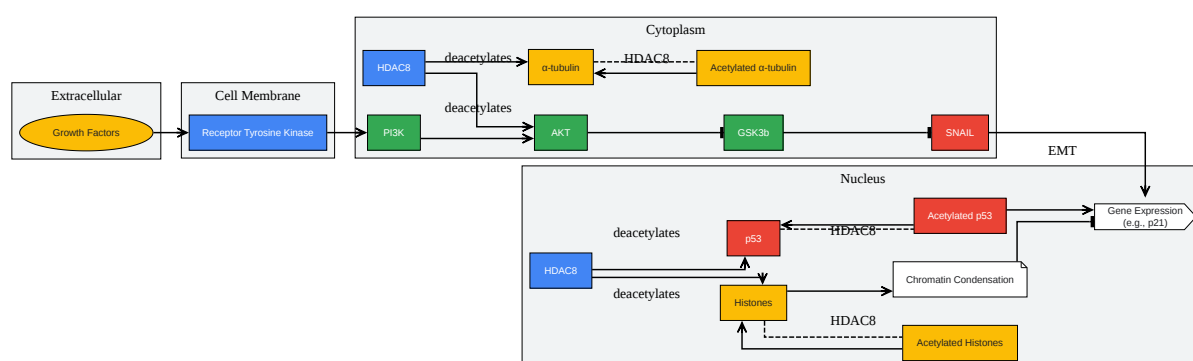 Cytoplasm
HDAC8
deacetylates
α-tubulin
HDAC8
Acetylated α-tubulin
Extracellular
Growth Factors
Cell Membrane
Receptor Tyrosine Kinase
deacetylates
PI3K
AKT
GSK3b
SNAIL
EMT
Nucleus
Acetylated p53
Gene Expression
(e.g., p21)
deacetylates
p53
HDAC8
HDAC8
deacetylates
Histones
Chromatin Condensation
HDAC8
Acetylated Histones